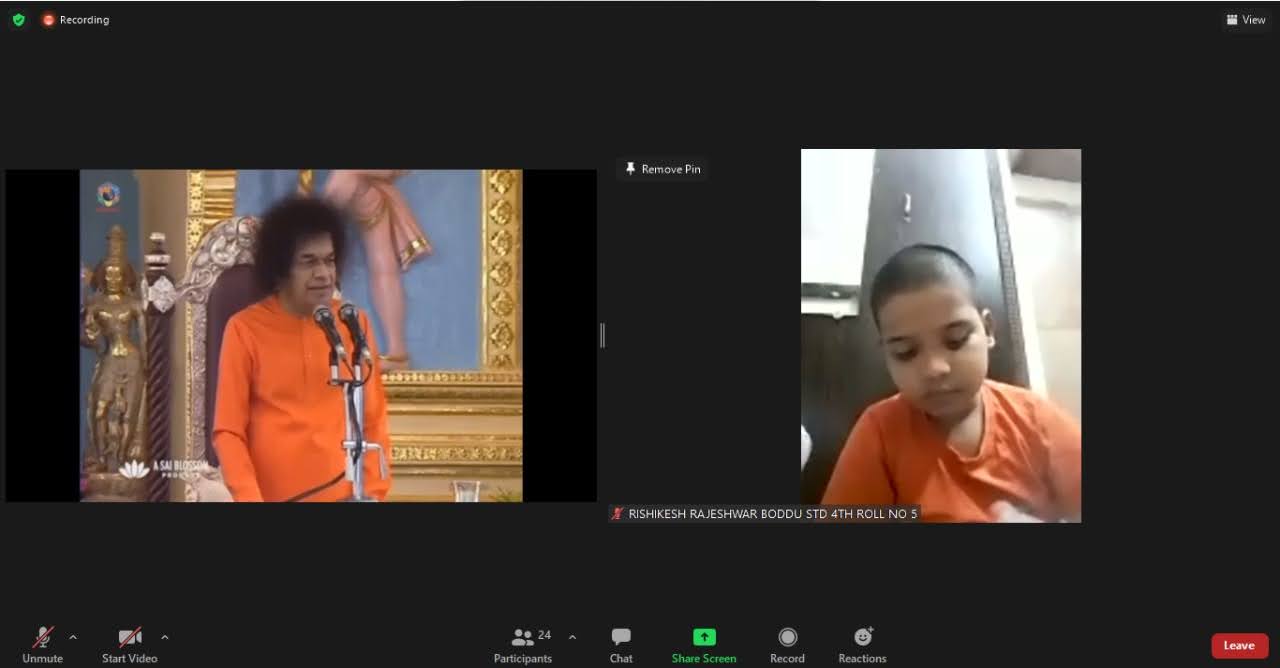 Recording
View
Remove Pin
A SAI BLOSSOM
RISHIKESH RAJESHWAR BODDU STD 4TH ROLL NO 5
24
Unmute
Start Video
Participants
Chat
Share Screen
Record
Reactions
Leave